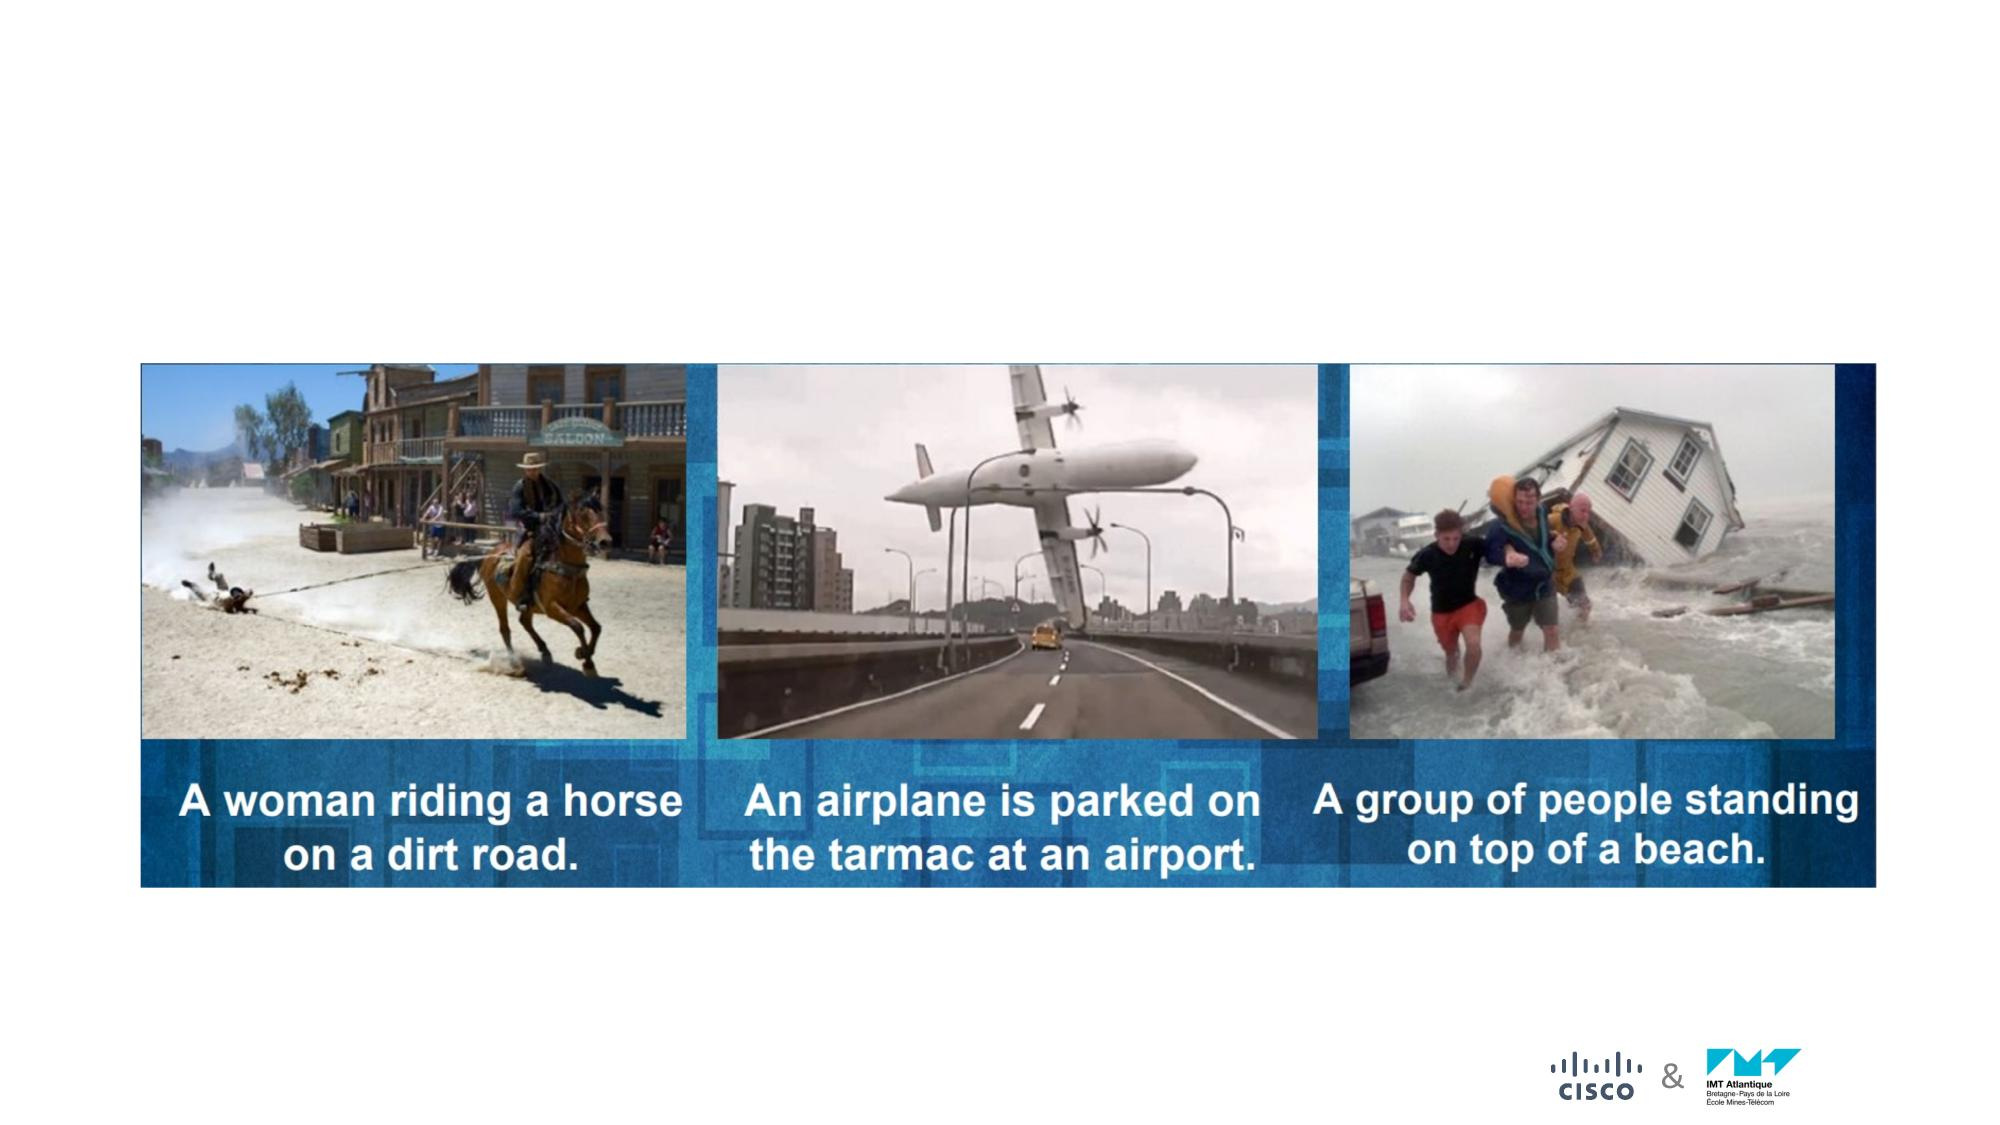 SALOON
A woman riding a horse
on a dirt road.
An airplane is parked on
the tarmac at an airport.
A group of people standing
on top of a beach.
CISCO
&
IMT Atlantique
Bretagne-Pays de la Loire
École Mines-Télécom